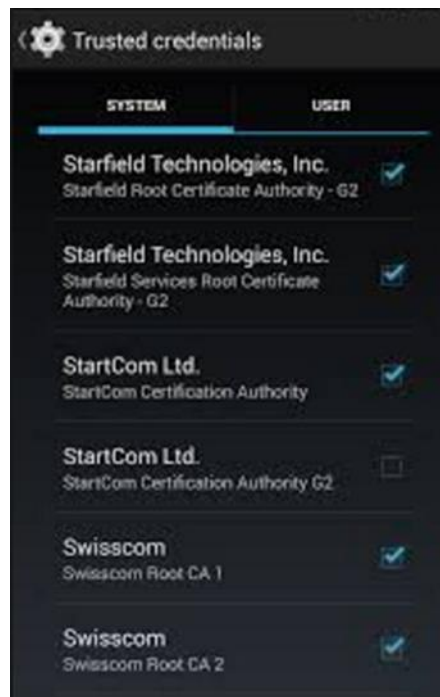 Trusted credentials
SYSTEM USER
Starfield Technologies, Inc.
Starfield Root Certificate Authority - G2
Starfield Technologies, Inc.
Starfield Services Root Certificate
Authority - G2
StartCom Ltd.
StartCom Certification Authority
StartCom Ltd.
StartCom Certification Authority G2
Swisscom
Swisscom Root CA 1
Swisscom
Swisscom Root CA 2